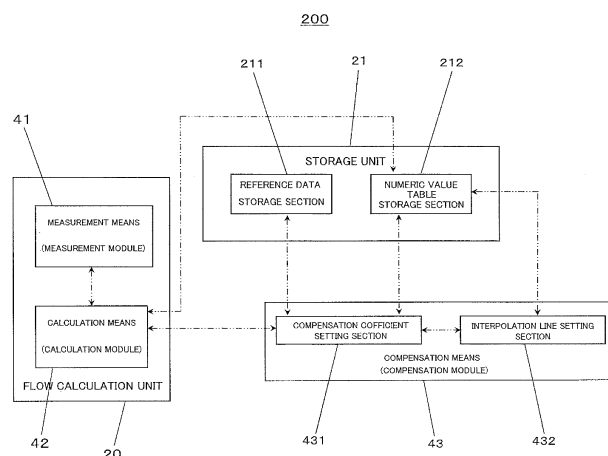 200
211
21
212
41
STORAGE UNIT
REFERENCE DATA
STORAGE SECTION
NUMERIC VALUE
TABLE
STORAGE SECTION
MEASUREMENT MEANS
(MEASUREMENT MODULE)
CALCULATION MEANS
(CALCULATION MODULE)
FLOW CALCULATION UNIT
COMPENSATION COFFICIENT
SETTING SECTION
INTERPOLATION LINE SETTING
SECTION
COMPENSATION MEANS
(COMPENSATION MODULE)
42
20
431
43
432